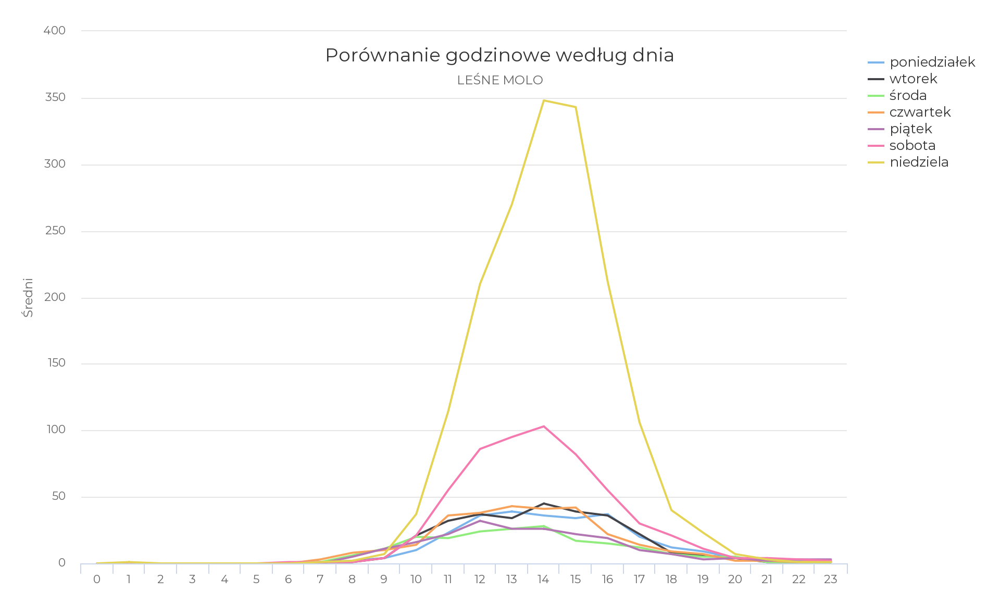 Porównanie godzinowe według dnia
LEŚNE MOLO
poniedziałek
wtorek
środa
czwartek
piątek
sobota
niedziela
Średni
400
350
300
250
200
150
100
50
0
0 1 2 3 4 5 6 7 8 9 10 11 12 13 14 15 16 17 18 19 20 21 22 23